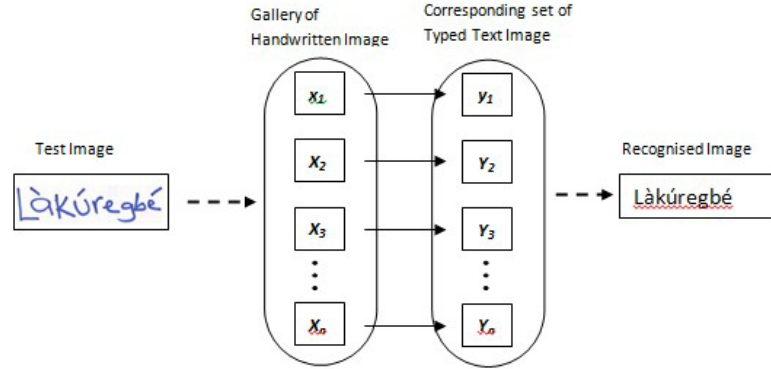 Gallery of
Handwritten Image
Corresponding set of
Typed Text Image
x1
y1
Test Image
X2
Y2
Recognised Image
Làkúregbé
Làkúregbé
X3
Y3
Xn
Yn